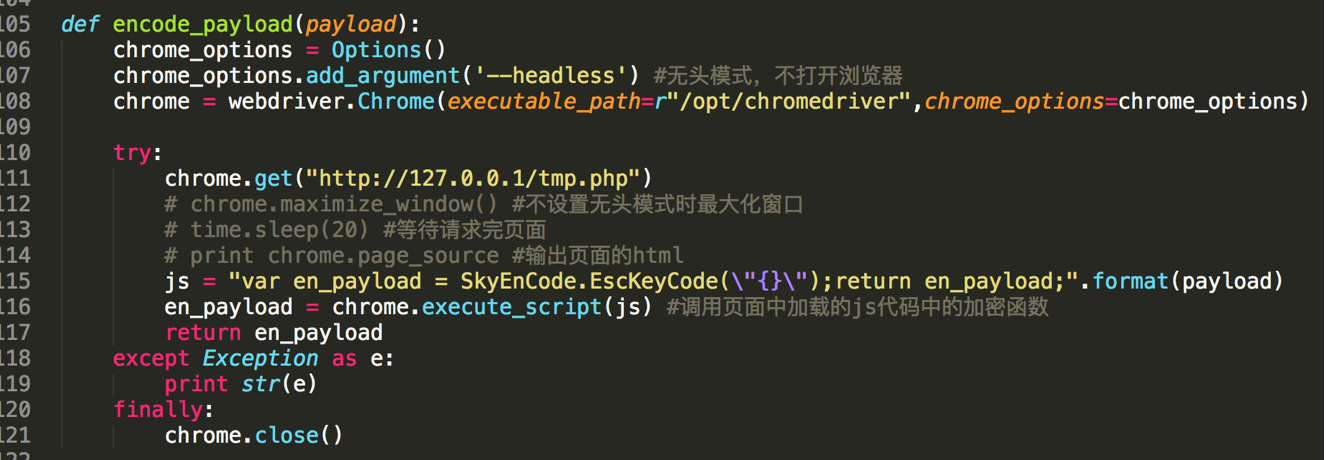 104
105 def encode_payload(payload):
106     chrome_options = Options()
107     chrome_options.add_argument('--headless') #无头模式，不打开浏览器
108     chrome = webdriver.Chrome(executable_path=r"/opt/chromedriver",chrome_options=chrome_options)
109
110     try:
111         chrome.get("http://127.0.0.1/tmp.php")
112         # chrome.maximize_window() #不设置无头模式时最大化窗口
113         # time.sleep(20) #等待请求完页面
114         # print chrome.page_source #输出页面的html
115         js = "var en_payload = SkyEnCode.EscKeyCode(\"{}\");return en_payload;".format(payload)
116         en_payload = chrome.execute_script(js) #调用页面中加载的js代码中的加密函数
117         return en_payload
118     except Exception as e:
119         print str(e)
120     finally:
121         chrome.close()
122